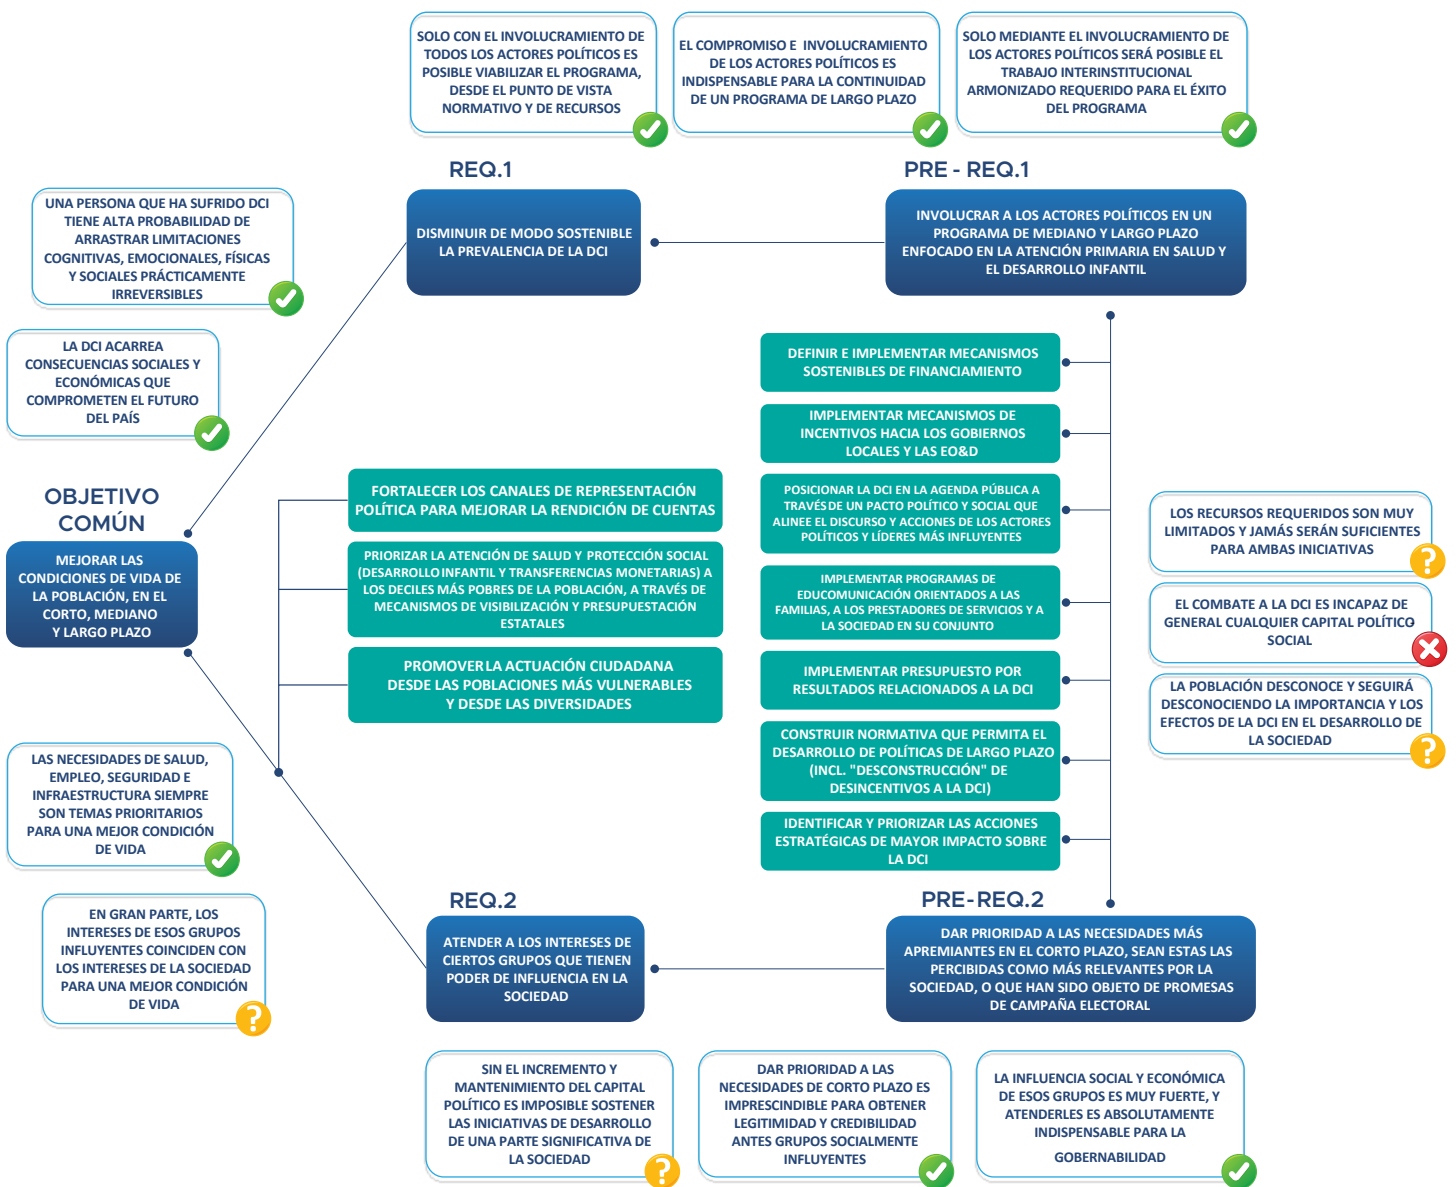 SOLO CON EL INVOLUCRAMIENTO DE
TODOS LOS ACTORES POLÍTICOS ES
POSIBLE VIABILIZAR EL PROGRAMA,
DESDE EL PUNTO DE VISTA
NORMATIVO Y DE RECURSOS
EL COMPROMISO E INVOLUCRAMIENTO
DE LOS ACTORES POLÍTICOS ES
INDISPENSABLE PARA LA CONTINUIDAD
DE UN PROGRAMA DE LARGO PLAZO
SOLO MEDIANTE EL INVOLUCRAMIENTO DE
LOS ACTORES POLÍTICOS SERÁ POSIBLE EL
TRABAJO INTERINSTITUCIONAL
ARMONIZADO REQUERIDO PARA EL ÉXITO
DEL PROGRAMA
REQ.1
DISMINUIR DE MODO SOSTENIBLE
LA PREVALENCIA DE LA DCI
PRE - REQ.1
INVOLUCRAR A LOS ACTORES POLÍTICOS EN UN
PROGRAMA DE MEDIANO Y LARGO PLAZO
ENFOCADO EN LA ATENCIÓN PRIMARIA EN SALUD Y
EL DESARROLLO INFANTIL
UNA PERSONA QUE HA SUFRIDO DCI
TIENE ALTA PROBABILIDAD DE
ARRASTRAR LIMITACIONES
COGNITIVAS, EMOCIONALES, FÍSICAS
Y SOCIALES PRÁCTICAMENTE
IRREVERSIBLES
LA DCI ACARREA
CONSECUENCIAS SOCIALES Y
ECONÓMICAS QUE
COMPROMETEN EL FUTURO
DEL PAÍS
OBJETIVO
COMÚN
MEJORAR LAS
CONDICIONES DE VIDA DE
LA POBLACIÓN, EN EL
CORTO, MEDIANO
Y LARGO PLAZO
FORTALECER LOS CANALES DE REPRESENTACIÓN
POLÍTICA PARA MEJORAR LA RENDICIÓN DE CUENTAS
PRIORIZAR LA ATENCIÓN DE SALUD Y PROTECCIÓN SOCIAL
(DESARROLLO INFANTIL Y TRANSFERENCIAS MONETARIAS) A
LOS DECILES MÁS POBRES DE LA POBLACIÓN, A TRAVÉS DE
MECANISMOS DE VISIBILIZACIÓN Y PRESUPUESTACIÓN
ESTATALES
PROMOVER LA ACTUACIÓN CIUDADANA
DESDE LAS POBLACIONES MÁS VULNERABLES
Y DESDE LAS DIVERSIDADES
DEFINIR E IMPLEMENTAR MECANISMOS
SOSTENIBLES DE FINANCIAMIENTO
IMPLEMENTAR MECANISMOS DE
INCENTIVOS HACIA LOS GOBIERNOS
LOCALES Y LAS EO&D
POSICIONAR LA DCI EN LA AGENDA PÚBLICA A
TRAVÉS DE UN PACTO POLÍTICO Y SOCIAL QUE
ALINEE EL DISCURSO Y ACCIONES DE LOS ACTORES
POLÍTICOS Y LÍDERES MÁS INFLUYENTES
IMPLEMENTAR PROGRAMAS DE
EDUCOMUNICACIÓN ORIENTADOS A LAS
FAMILIAS, A LOS PRESTADORES DE SERVICIOS Y A
LA SOCIEDAD EN SU CONJUNTO
IMPLEMENTAR PRESUPUESTO POR
RESULTADOS RELACIONADOS A LA DCI
CONSTRUIR NORMATIVA QUE PERMITA EL
DESARROLLO DE POLÍTICAS DE LARGO PLAZO
(INCL. "DESCONSTRUCCIÓN" DE
DESINCENTIVOS A LA DCI)
IDENTIFICAR Y PRIORIZAR LAS ACCIONES
ESTRATÉGICAS DE MAYOR IMPACTO SOBRE
LA DCI
LOS RECURSOS REQUERIDOS SON MUY
LIMITADOS Y JAMÁS SERÁN SUFICIENTES
PARA AMBAS INICIATIVAS
?
EL COMBATE A LA DCI ES INCAPAZ DE
GENERAL CUALQUIER CAPITAL POLÍTICO-
SOCIAL
LA POBLACIÓN DESCONOCE Y SEGUIRÁ
DESCONOCIENDO LA IMPORTANCIA Y LOS
EFECTOS DE LA DCI EN EL DESARROLLO DE
LA SOCIEDAD
?
LAS NECESIDADES DE SALUD,
EMPLEO, SEGURIDAD E
INFRAESTRUCTURA SIEMPRE
SON TEMAS PRIORITARIOS
PARA UNA MEJOR CONDICIÓN
DE VIDA
EN GRAN PARTE, LOS
INTERESES DE ESOS GRUPOS
INFLUYENTES COINCIDEN CON
LOS INTERESES DE LA SOCIEDAD
PARA UNA MEJOR CONDICIÓN
DE VIDA
?
REQ.2
ATENDER A LOS INTERESES DE
CIERTOS GRUPOS QUE TIENEN
PODER DE INFLUENCIA EN LA
SOCIEDAD
PRE-REQ.2
DAR PRIORIDAD A LAS NECESIDADES MÁS
APREMIANTES EN EL CORTO PLAZO, SEAN ESTAS LAS
PERCIBIDAS COMO MÁS RELEVANTES POR LA
SOCIEDAD, O QUE HAN SIDO OBJETO DE PROMESAS
DE CAMPAÑA ELECTORAL
SIN EL INCREMENTO Y
MANTENIMIENTO DEL CAPITAL
POLÍTICO ES IMPOSIBLE SOSTENER
LAS INICIATIVAS DE DESARROLLO
DE UNA PARTE SIGNIFICATIVA DE
LA SOCIEDAD
?
DAR PRIORIDAD A LAS
NECESIDADES DE CORTO PLAZO ES
IMPRESCINDIBLE PARA OBTENER
LEGITIMIDAD Y CREDIBILIDAD
ANTES GRUPOS SOCIALMENTE
INFLUYENTES
LA INFLUENCIA SOCIAL Y ECONÓMICA
DE ESOS GRUPOS ES MUY FUERTE, Y
ATENDERLES ES ABSOLUTAMENTE
INDISPENSABLE PARA LA
GOBERNABILIDAD